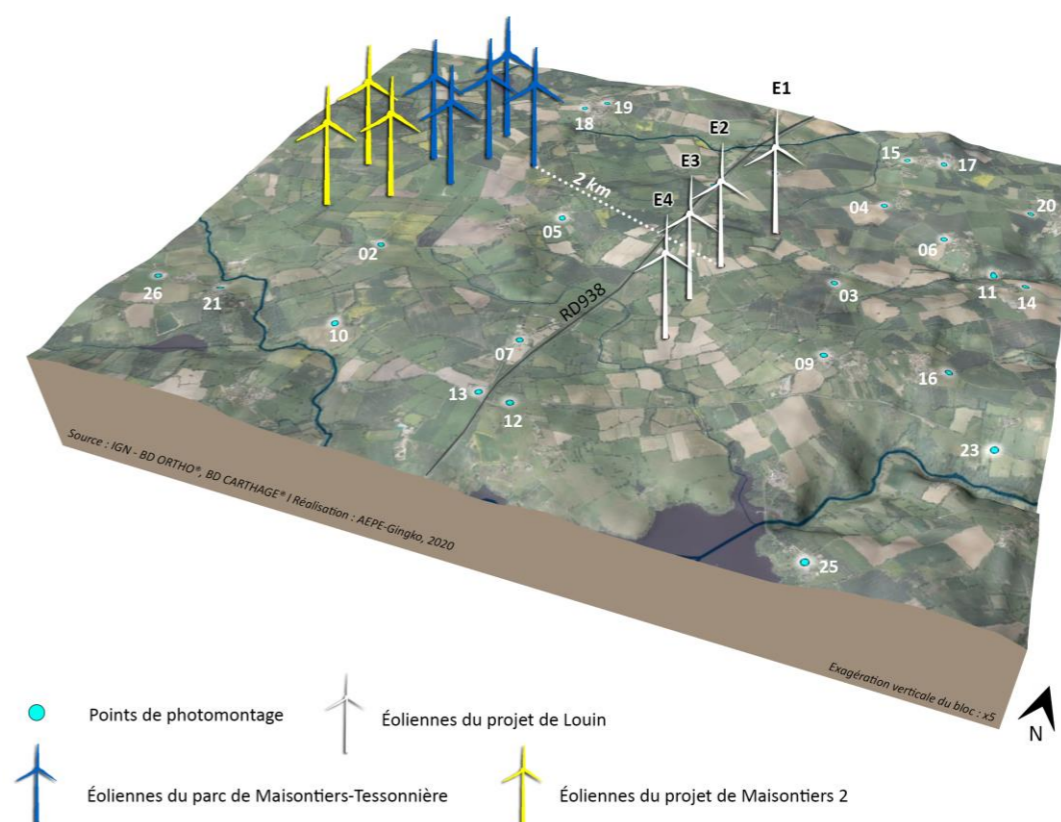 E1
19
18
E2
15
17
E3
2 km
04
20
E4
05
06
02
11
14
26
21
03
RD938
10
07
09
16
13
12
23
Source : IGN - BD ORTHO®, BD CARTHAGE® I Réalisation : AEPE-Gingko, 2020
25
Exagération verticale du bloc : x5
N
Points de photomontage
Éoliennes du projet de Louin
Éoliennes du parc de Maisontiers-Tessonnière
Éoliennes du projet de Maisontiers 2